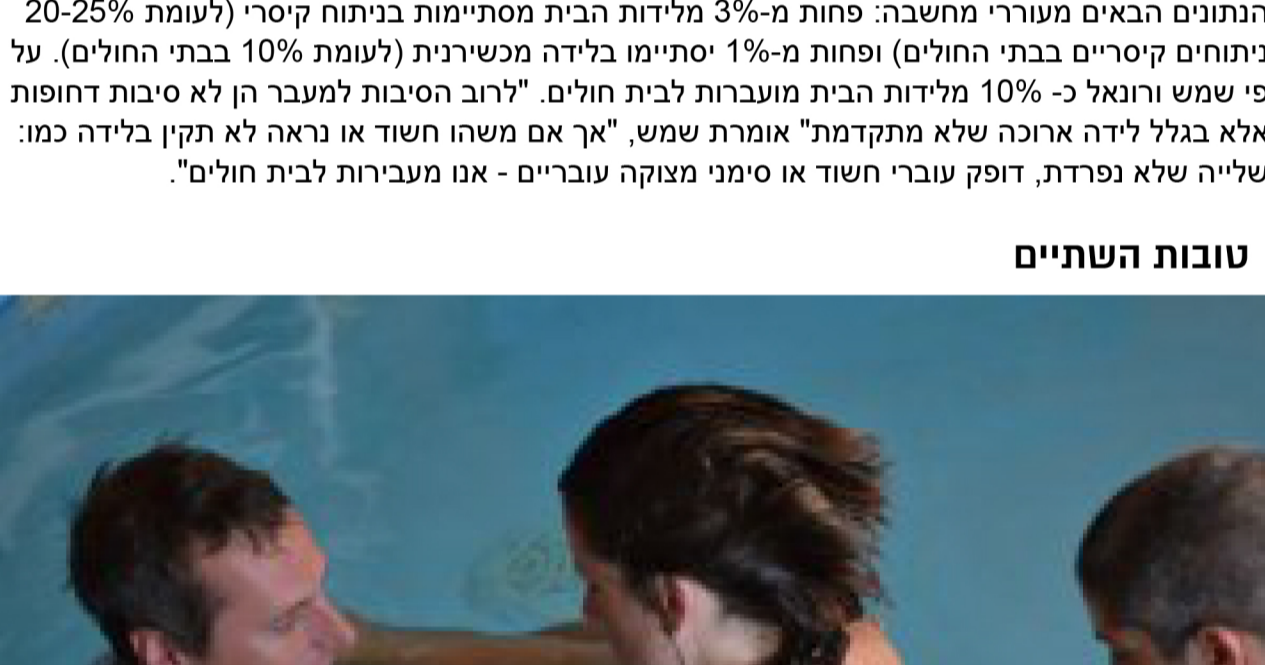 הנתונים הבאים מעוררי מחשבה: פחות מ-3% מלידות הבית מסתיימות בניתוח קיסרי (לעומת 20-25%
ניתוחים קיסריים בבתי החולים) ופחות מ-1% יסתיימו בלידה מכשירנית (לעומת 10% בבתי החולים). על
פי שמש ורונאל כ- 10% מלידות הבית מועברות לבית חולים. "לרוב הסיבות למעבר הן לא סיבות דחופות
אלא בגלל לידה ארוכה שלא מתקדמת" אומרת שמש, "אך אם משהו חשוד או נראה לא תקין בלידה כמו:
שלייה שלא נפרדת, דופק עוברי חשוד או סימני מצוקה עובריים - אנו מעבירות לבית חולים".
טובות השתיים